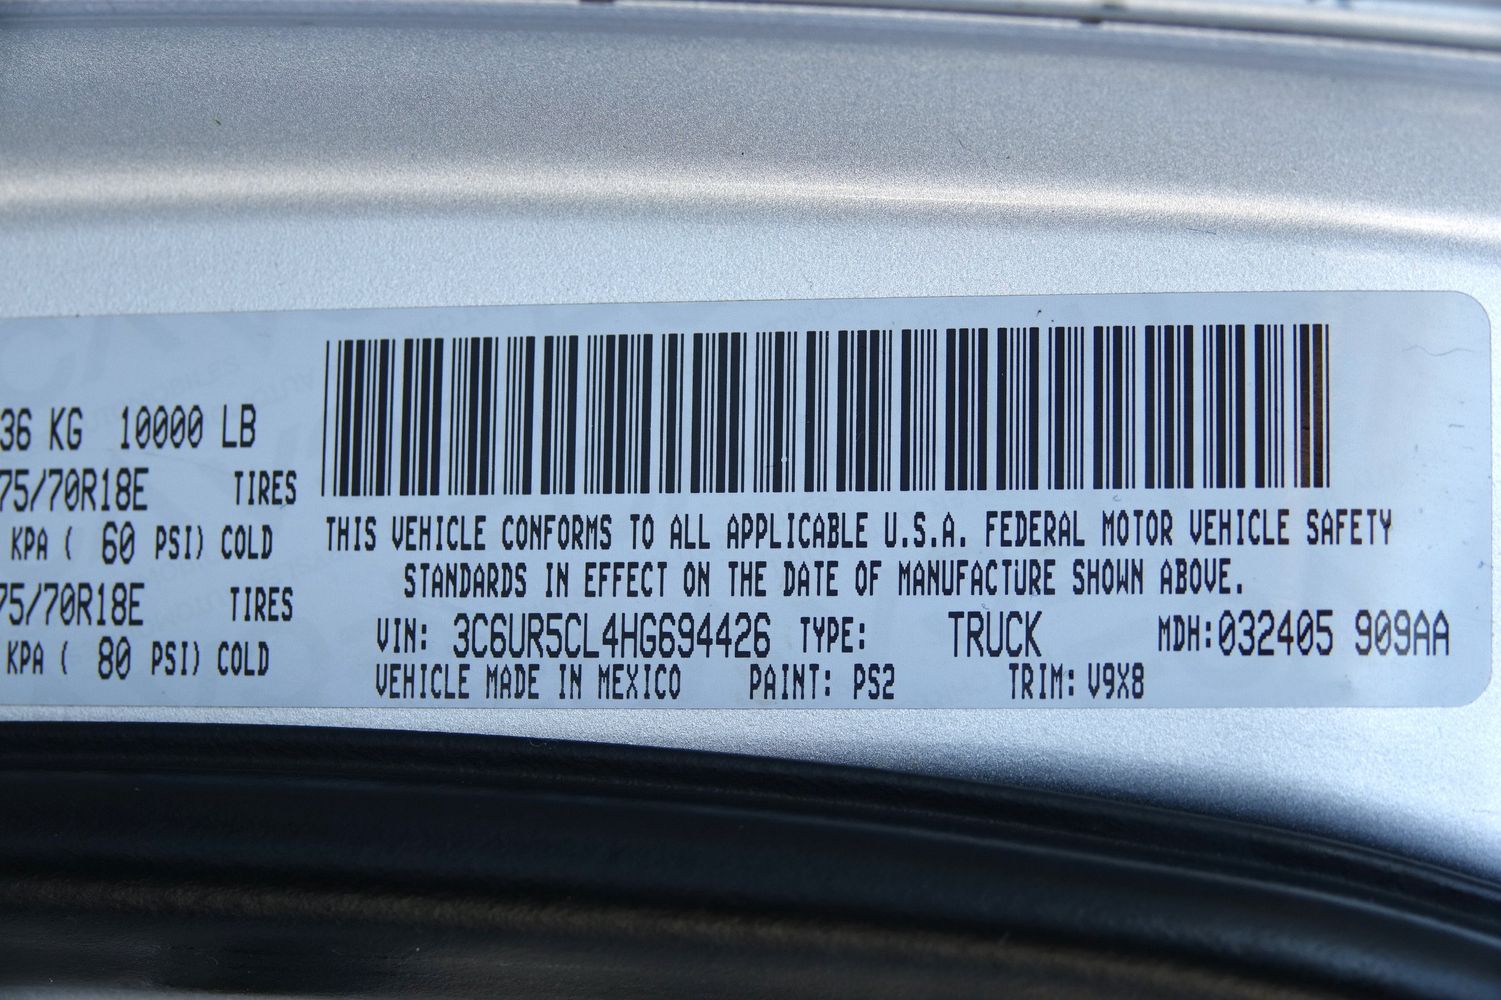 36 KG 10000 LB
75/70R18E TIRES
KPA ( 60 PSI) COLD
75/70R18E TIRES
KPA ( 80 PSI) COLD
THIS VEHICLE CONFORMS TO ALL APPLICABLE U.S.A. FEDERAL MOTOR VEHICLE SAFETY
STANDARDS IN EFFECT ON THE DATE OF MANUFACTURE SHOWN ABOVE.
VIN: 3C6UR5CL4HG694426 TYPE: TRUCK MDH:032405 909AA
VEHICLE MADE IN MEXICO PAINT: PS2 TRIM: V9X8